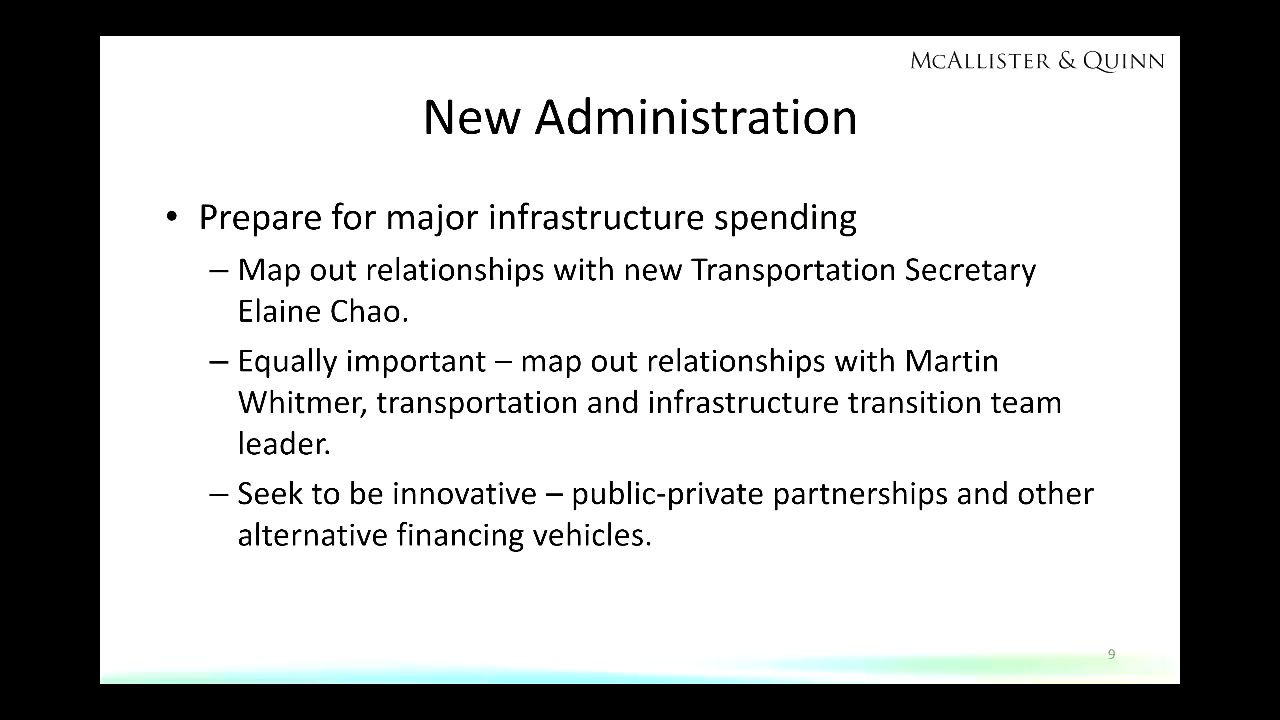 McAllister & Quinn
New Administration
• Prepare for major infrastructure spending
– Map out relationships with new Transportation Secretary
Elaine Chao.
– Equally important – map out relationships with Martin
Whitmer, transportation and infrastructure transition team
leader.
– Seek to be innovative – public-private partnerships and other
alternative financing vehicles.
9